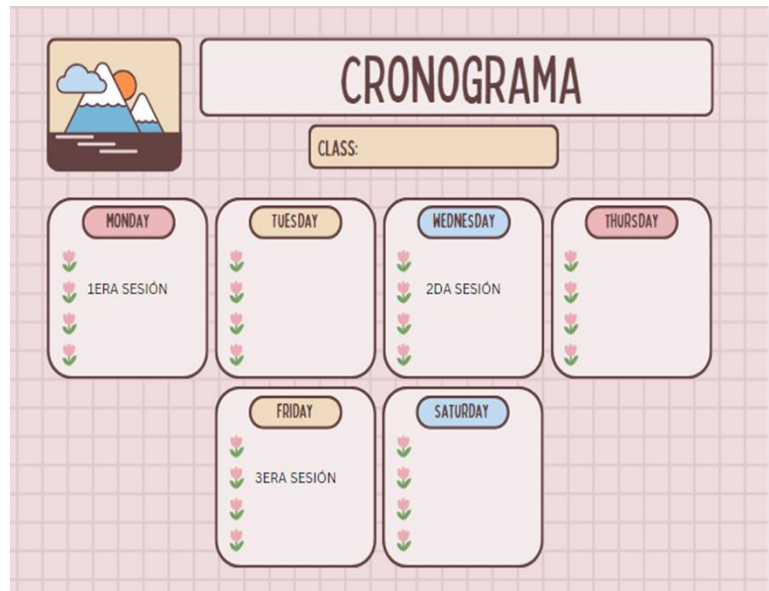 CRONOGRAMA
CLASS:
MONDAY
1ERA SESIÓN
TUESDAY
WEDNESDAY
2DA SESIÓN
THURSDAY
FRIDAY
3ERA SESIÓN
SATURDAY